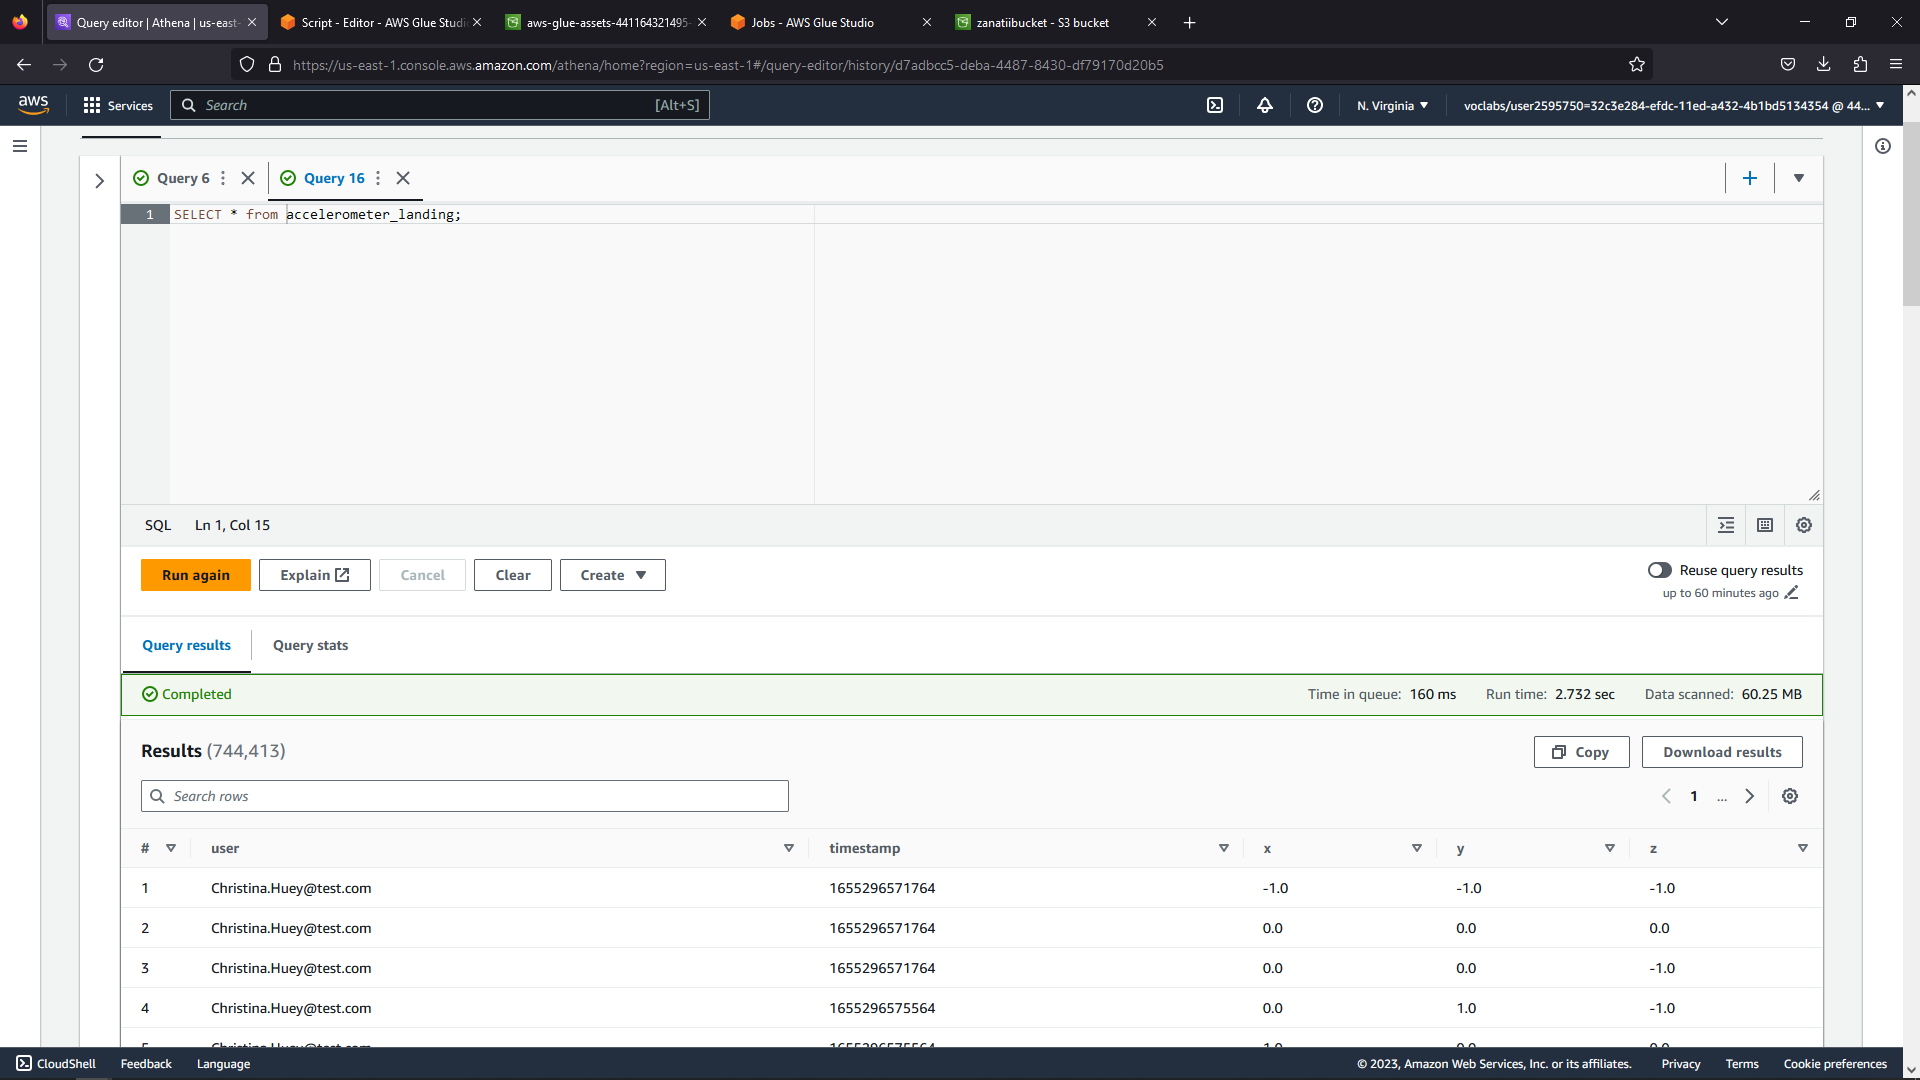 Query editor | Athena | us-east-
Script - Editor - AWS Glue Studi
aws-glue-assets-441164321495-
Jobs - AWS Glue Studio
zanatiibucket - S3 bucket
https://us-east-1.console.aws.amazon.com/athena/home?region=us-east-1#/query-editor/history/d7adbcc5-deba-4487-8430-df79170d20b5
aws
Services
Search
[Alt+S]
N. Virginia
voclabs/user2595750=32c3e284-efdc-11ed-a432-4b1bd5134354 @ 44...
Query 6
Query 16
1 SELECT * from accelerometer_landing;
SQL
Ln 1, Col 15
Run again
Explain
Cancel
Clear
Create
Reuse query results
up to 60 minutes ago
Query results
Query stats
Completed
Time in queue: 160 ms
Run time: 2.732 sec
Data scanned: 60.25 MB
Results (744,413)
Copy
Download results
Search rows
1 ...
# user timestamp x y z
1 Christina.Huey@test.com 1655296571764 -1.0 -1.0 -1.0
2 Christina.Huey@test.com 1655296571764 0.0 0.0 0.0
3 Christina.Huey@test.com 1655296571764 0.0 0.0 -1.0
4 Christina.Huey@test.com 1655296575564 0.0 1.0 -1.0
CloudShell
Feedback
Language
© 2023, Amazon Web Services, Inc. or its affiliates.
Privacy
Terms
Cookie preferences